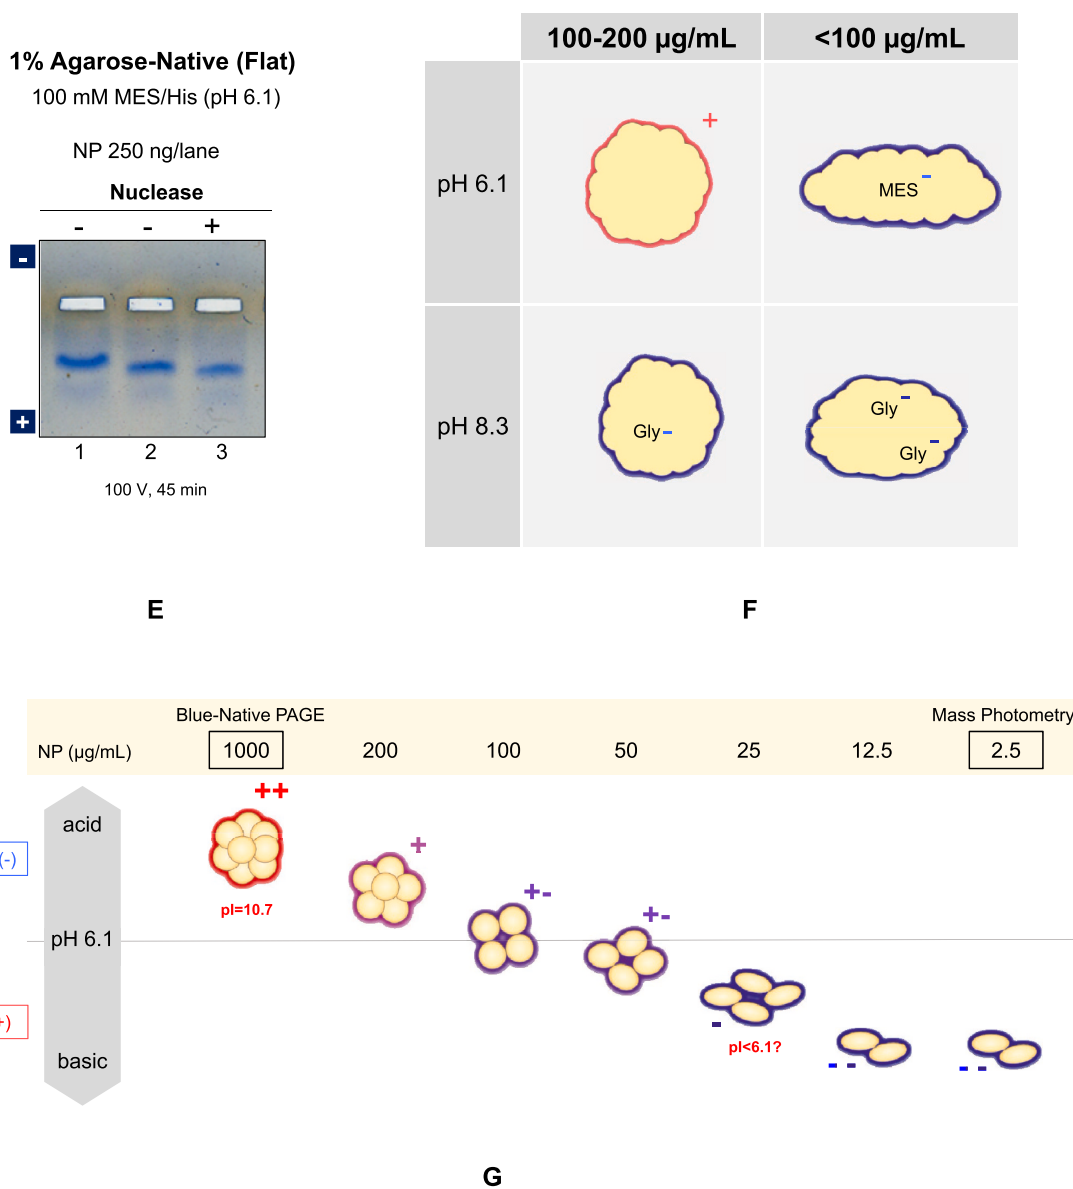 1% Agarose-Native (Flat)
100 mM MES/His (pH 6.1)
NP 250 ng/lane
Nuclease
- - +
-
+
1 2 3
100 V, 45 min
E
100-200 µg/mL <100 µg/mL
pH 6.1
+
MES -
pH 8.3
Gly-
Gly -
Gly -
F
Blue-Native PAGE Mass Photometry
NP (µg/mL) 1000 200 100 50 25 12.5 2.5
acid
(-)
pH 6.1
+)
basic
++
pI=10.7
+
+-
+-
-
pI<6.1?
- -
- -
G